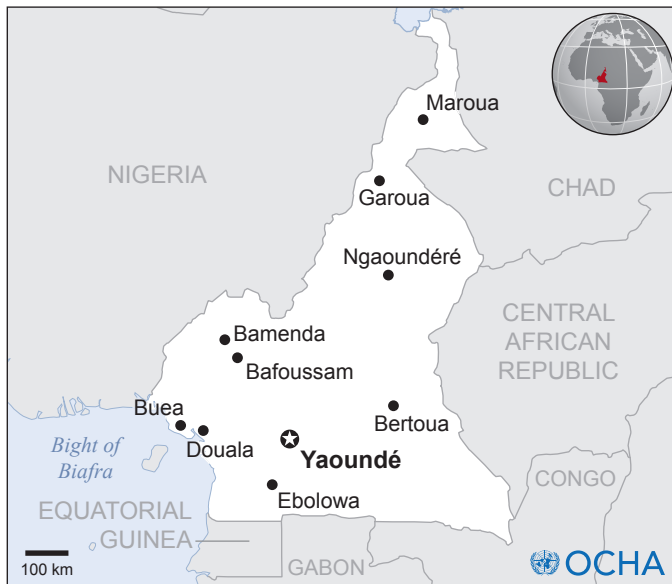 Maroua
NIGERIA
CHAD
Garoua
Ngaoundéré
CENTRAL
AFRICAN
REPUBLIC
Bamenda
Bafoussam
Buea
Bertoua
Douala
Bight of
Biafra
Yaoundé
CONGO
Ebolowa
EQUATORIAL
GUINEA
100 km
GABON
OCHA